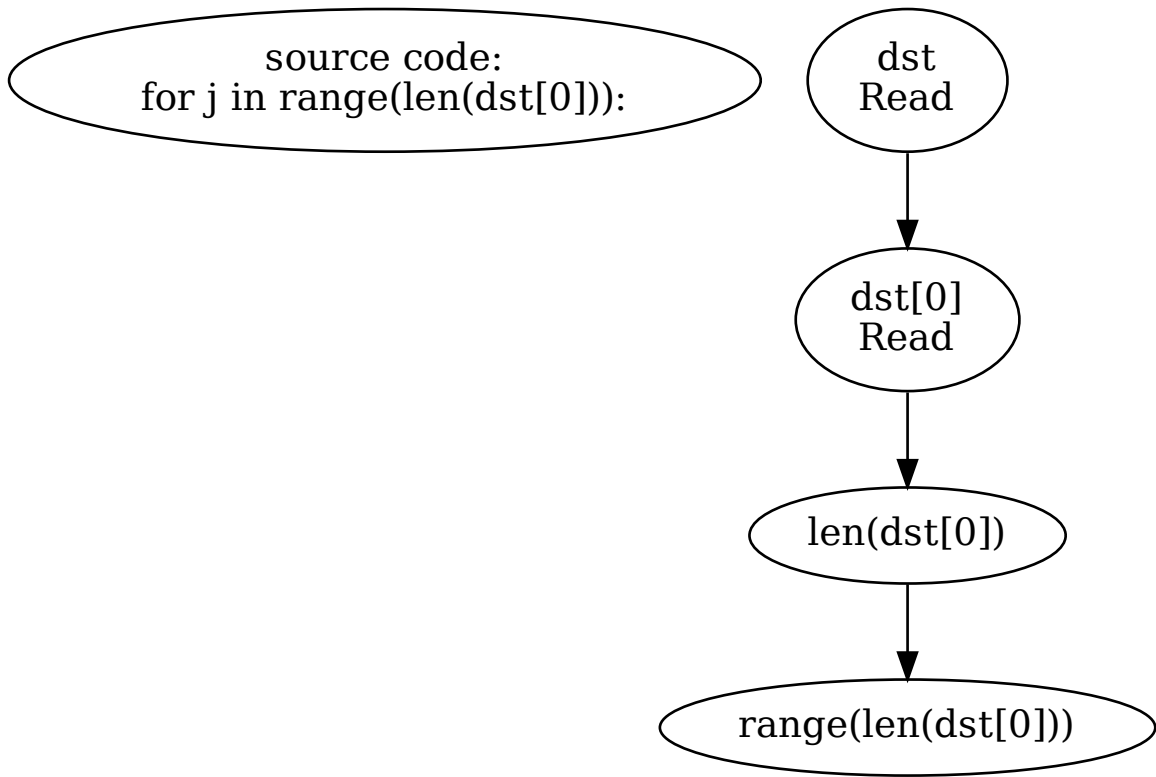 source code:
for j in range(len(dst[0])):
dst
Read
dst[0]
Read
len(dst[0])
range(len(dst[0]))